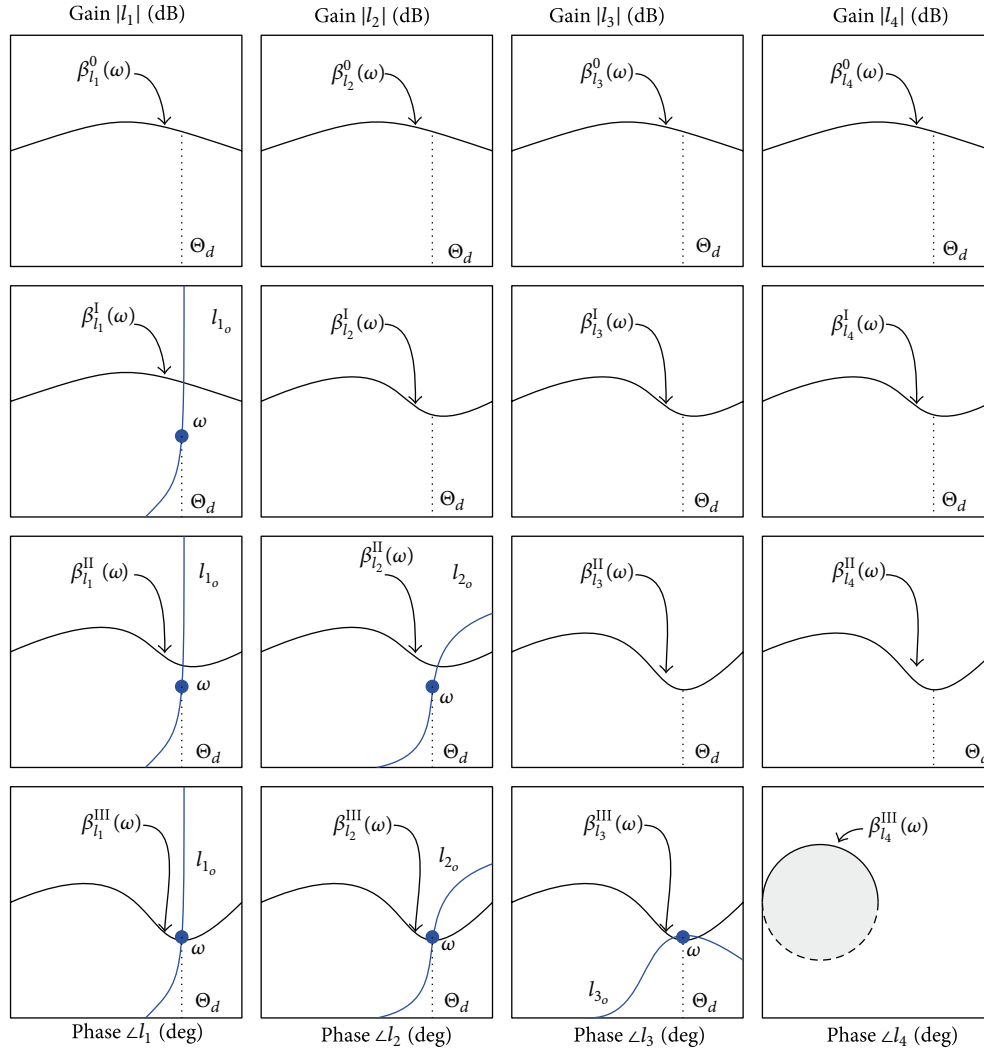 Gain |l₁| (dB) Gain |l₂| (dB) Gain |l₃| (dB) Gain |l₄| (dB)
β⁰l₁(ω) β⁰l₂(ω) β⁰l₃(ω) β⁰l₄(ω)
Θd Θd Θd Θd
βᴵl₁(ω) l₁ₒ βᴵl₂(ω) βᴵl₃(ω) βᴵl₄(ω)
ω
Θd Θd Θd Θd
βᴵᴵl₁ (ω) l₁ₒ βᴵᴵl₂(ω) l₂ₒ βᴵᴵl₃(ω) βᴵᴵl₄(ω)
ω ω
Θd Θd Θd Θd
βᴵᴵᴵl₁(ω) l₁ₒ βᴵᴵᴵl₂(ω) l₂ₒ βᴵᴵᴵl₃(ω) βᴵᴵᴵl₄(ω)
ω ω ω
Θd Θd l₃ₒ Θd
Phase ∠l₁ (deg) Phase ∠l₂ (deg) Phase ∠l₃ (deg) Phase ∠l₄ (deg)